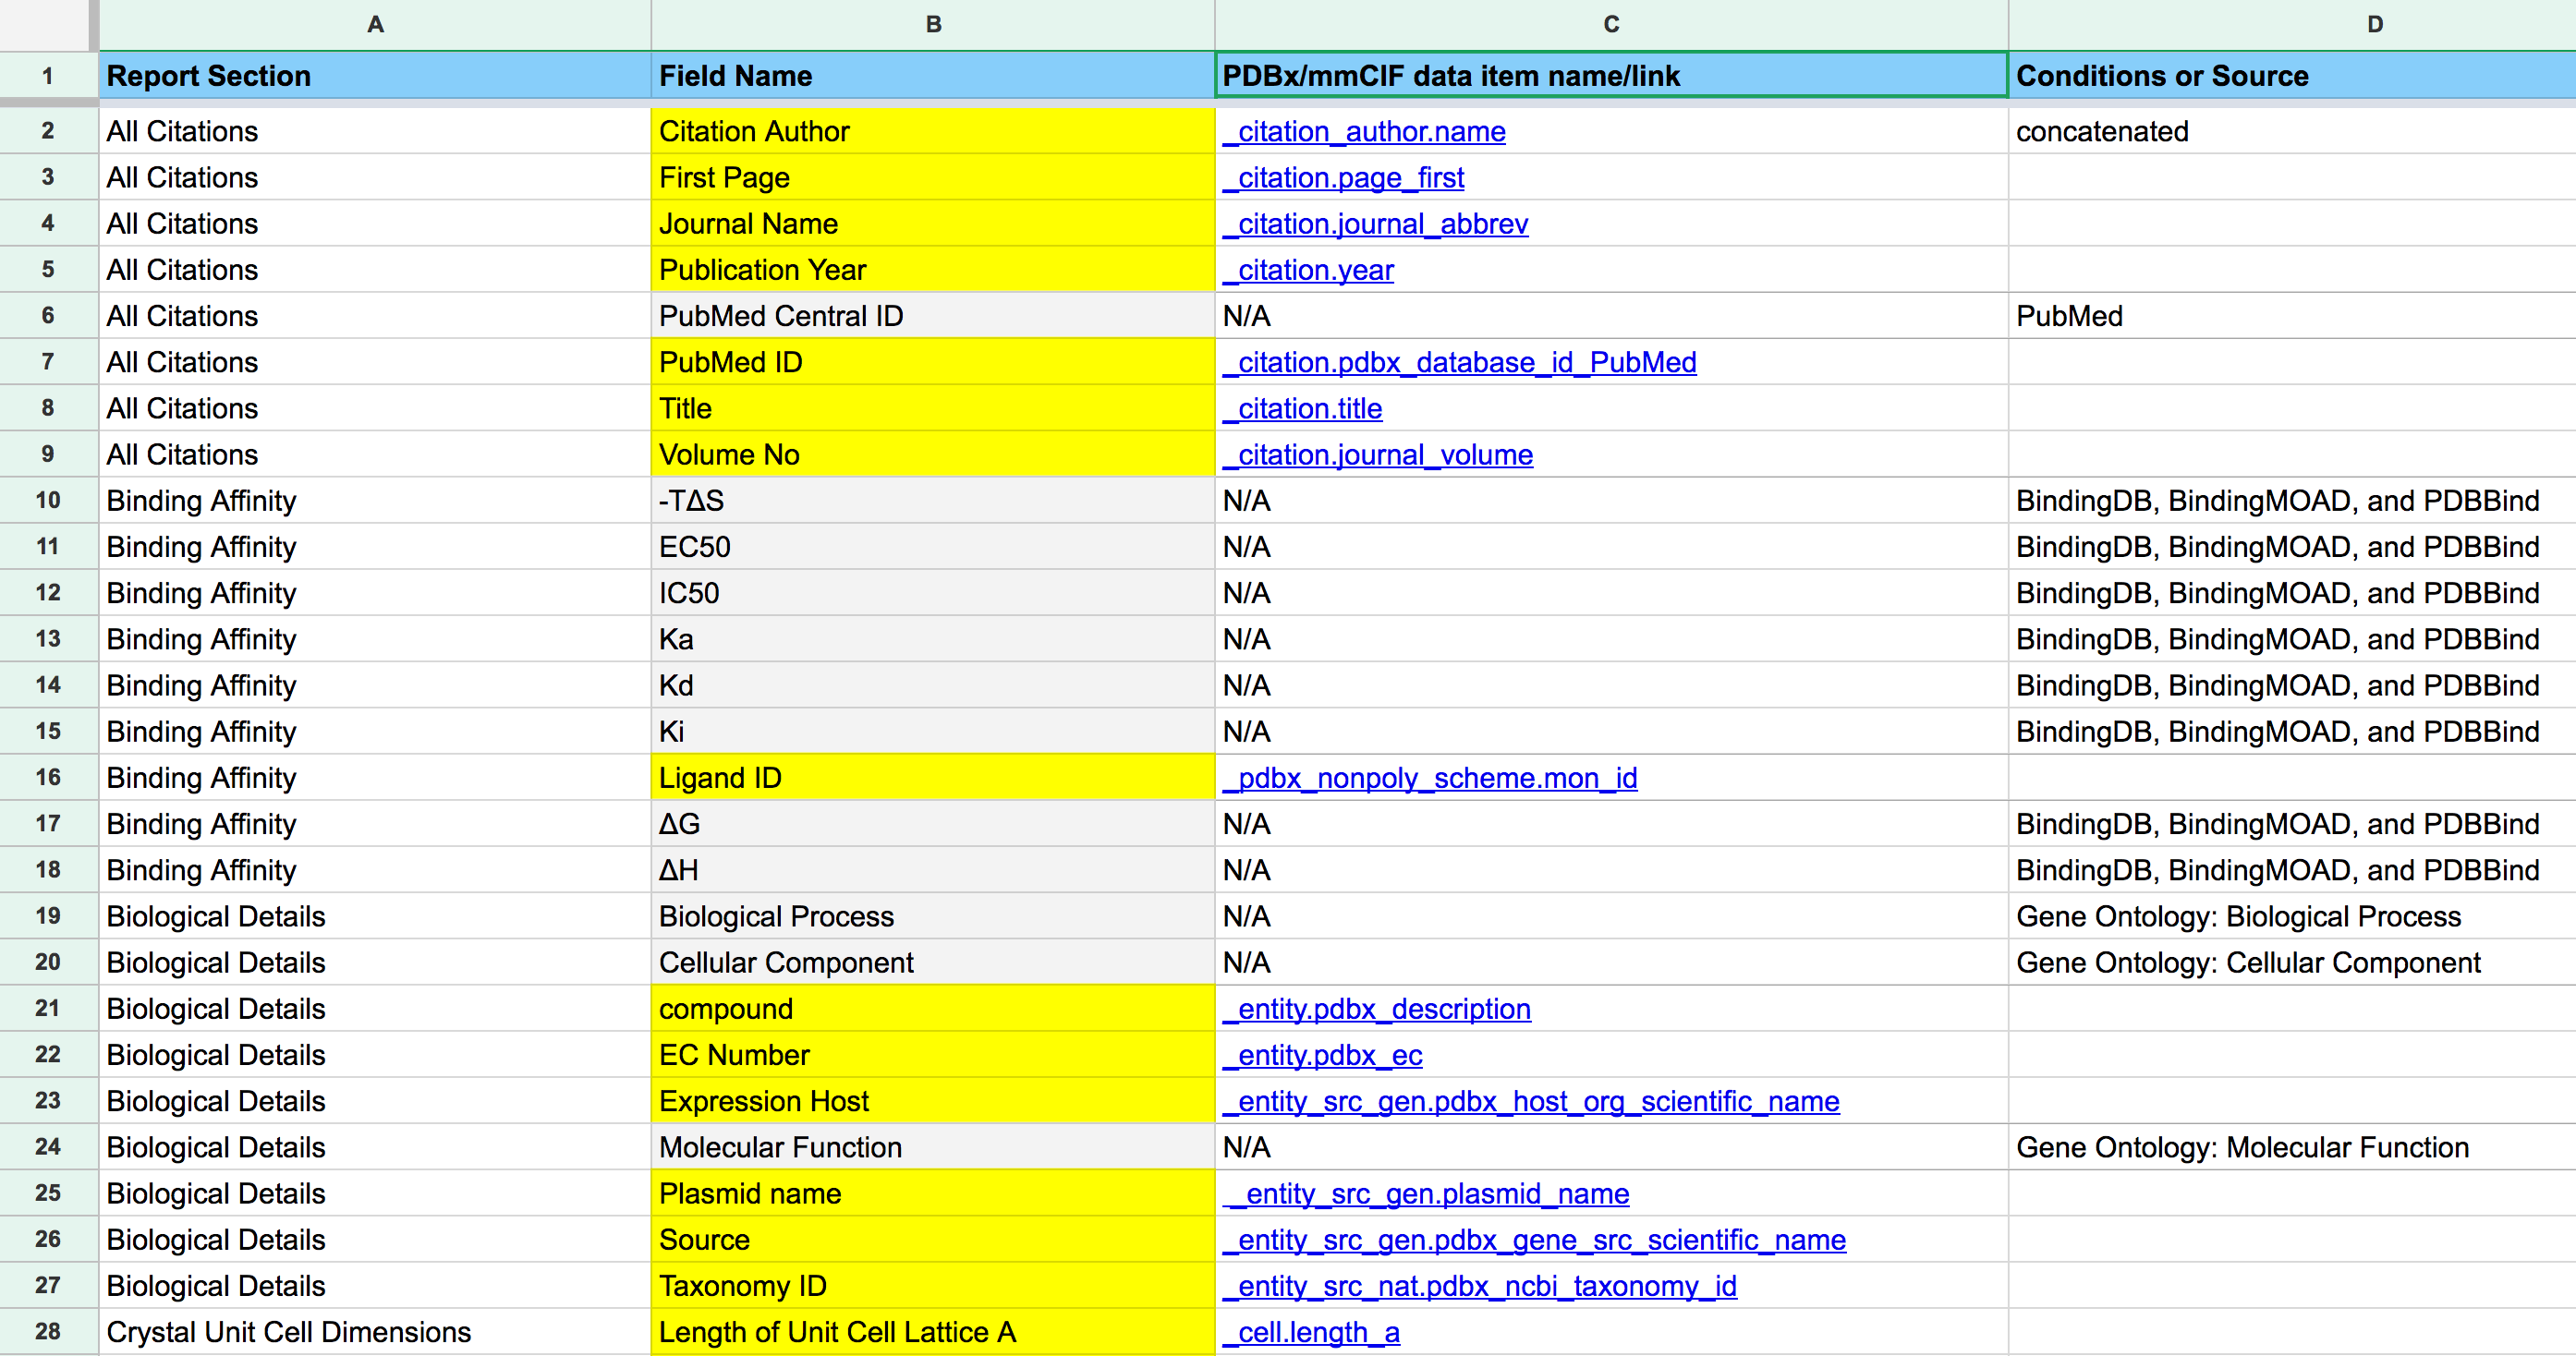 A B C D
1 Report Section Field Name PDBx/mmCIF data item name/link Conditions or Source
2 All Citations Citation Author _citation_author.name concatenated
3 All Citations First Page _citation.page_first
4 All Citations Journal Name _citation.journal_abbrev
5 All Citations Publication Year _citation.year
6 All Citations PubMed Central ID N/A PubMed
7 All Citations PubMed ID _citation.pdbx_database_id_PubMed
8 All Citations Title _citation.title
9 All Citations Volume No _citation.journal_volume
10 Binding Affinity -TΔS N/A BindingDB, BindingMOAD, and PDBBind
11 Binding Affinity EC50 N/A BindingDB, BindingMOAD, and PDBBind
12 Binding Affinity IC50 N/A BindingDB, BindingMOAD, and PDBBind
13 Binding Affinity Ka N/A BindingDB, BindingMOAD, and PDBBind
14 Binding Affinity Kd N/A BindingDB, BindingMOAD, and PDBBind
15 Binding Affinity Ki N/A BindingDB, BindingMOAD, and PDBBind
16 Binding Affinity Ligand ID _pdbx_nonpoly_scheme.mon_id
17 Binding Affinity ΔG N/A BindingDB, BindingMOAD, and PDBBind
18 Binding Affinity ΔH N/A BindingDB, BindingMOAD, and PDBBind
19 Biological Details Biological Process N/A Gene Ontology: Biological Process
20 Biological Details Cellular Component N/A Gene Ontology: Cellular Component
21 Biological Details compound _entity.pdbx_description
22 Biological Details EC Number _entity.pdbx_ec
23 Biological Details Expression Host _entity_src_gen.pdbx_host_org_scientific_name
24 Biological Details Molecular Function N/A Gene Ontology: Molecular Function
25 Biological Details Plasmid name _entity_src_gen.plasmid_name
26 Biological Details Source _entity_src_gen.pdbx_gene_src_scientific_name
27 Biological Details Taxonomy ID _entity_src_nat.pdbx_ncbi_taxonomy_id
28 Crystal Unit Cell Dimensions Length of Unit Cell Lattice A _cell.length_a